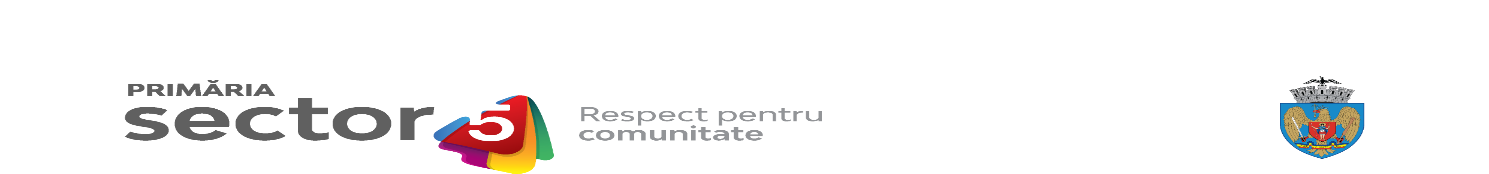 PRIMĂRIA
sector 5
Respect pentru
comunitate